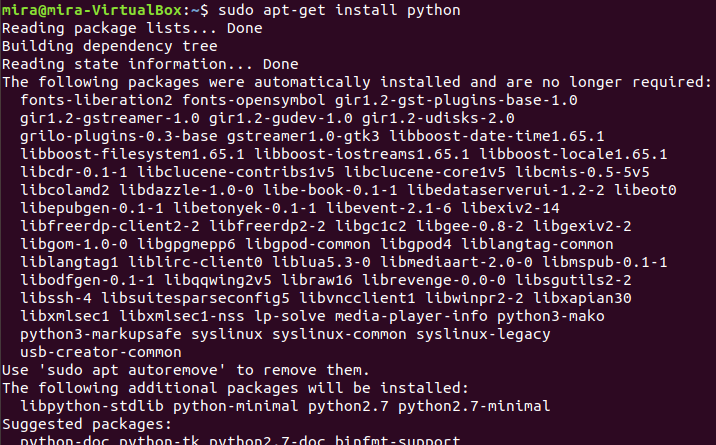 mira@mira-VirtualBox:~$ sudo apt-get install python
Reading package lists... Done
Building dependency tree
Reading state information... Done
The following packages were automatically installed and are no longer required:
fonts-liberation2 fonts-opensymbol gir1.2-gst-plugins-base-1.0
gir1.2-gstreamer-1.0 gir1.2-gudev-1.0 gir1.2-udisks-2.0
grilo-plugins-0.3-base gstreamer1.0-gtk3 libboost-date-time1.65.1
libboost-filesystem1.65.1 libboost-iostreams1.65.1 libboost-locale1.65.1
libcdr-0.1-1 libclucene-contribs1v5 libclucene-core1v5 libcmis-0.5-5v5
libcolamd2 libdazzle-1.0-0 libe-book-0.1-1 libedataserverui-1.2-2 libeot0
libepubgen-0.1-1 libetonyek-0.1-1 libevent-2.1-6 libexiv2-14
libfreerdp-client2-2 libfreerdp2-2 libgc1c2 libgee-0.8-2 libgexiv2-2
libgom-1.0-0 libgpgmepp6 libgpod-common libgpod4 liblangtag-common
liblangtag1 liblirc-client0 liblua5.3-0 libmediaart-2.0-0 libmspub-0.1-1
libodfgen-0.1-1 libqqwing2v5 libraw16 librevenge-0.0-0 libsgutils2-2
libssh-4 libsuitesparseconfig5 libvncclient1 libwinpr2-2 libxapian30
libxmlsec1 libxmlsec1-nss lp-solve media-player-info python3-mako
python3-markupsafe syslinux syslinux-common syslinux-legacy
usb-creator-common
Use 'sudo apt autoremove' to remove them.
The following additional packages will be installed:
libpython-stdlib python-minimal python2.7 python2.7-minimal
Suggested packages:
python-doc python-tk python2.7-doc binfmt-support